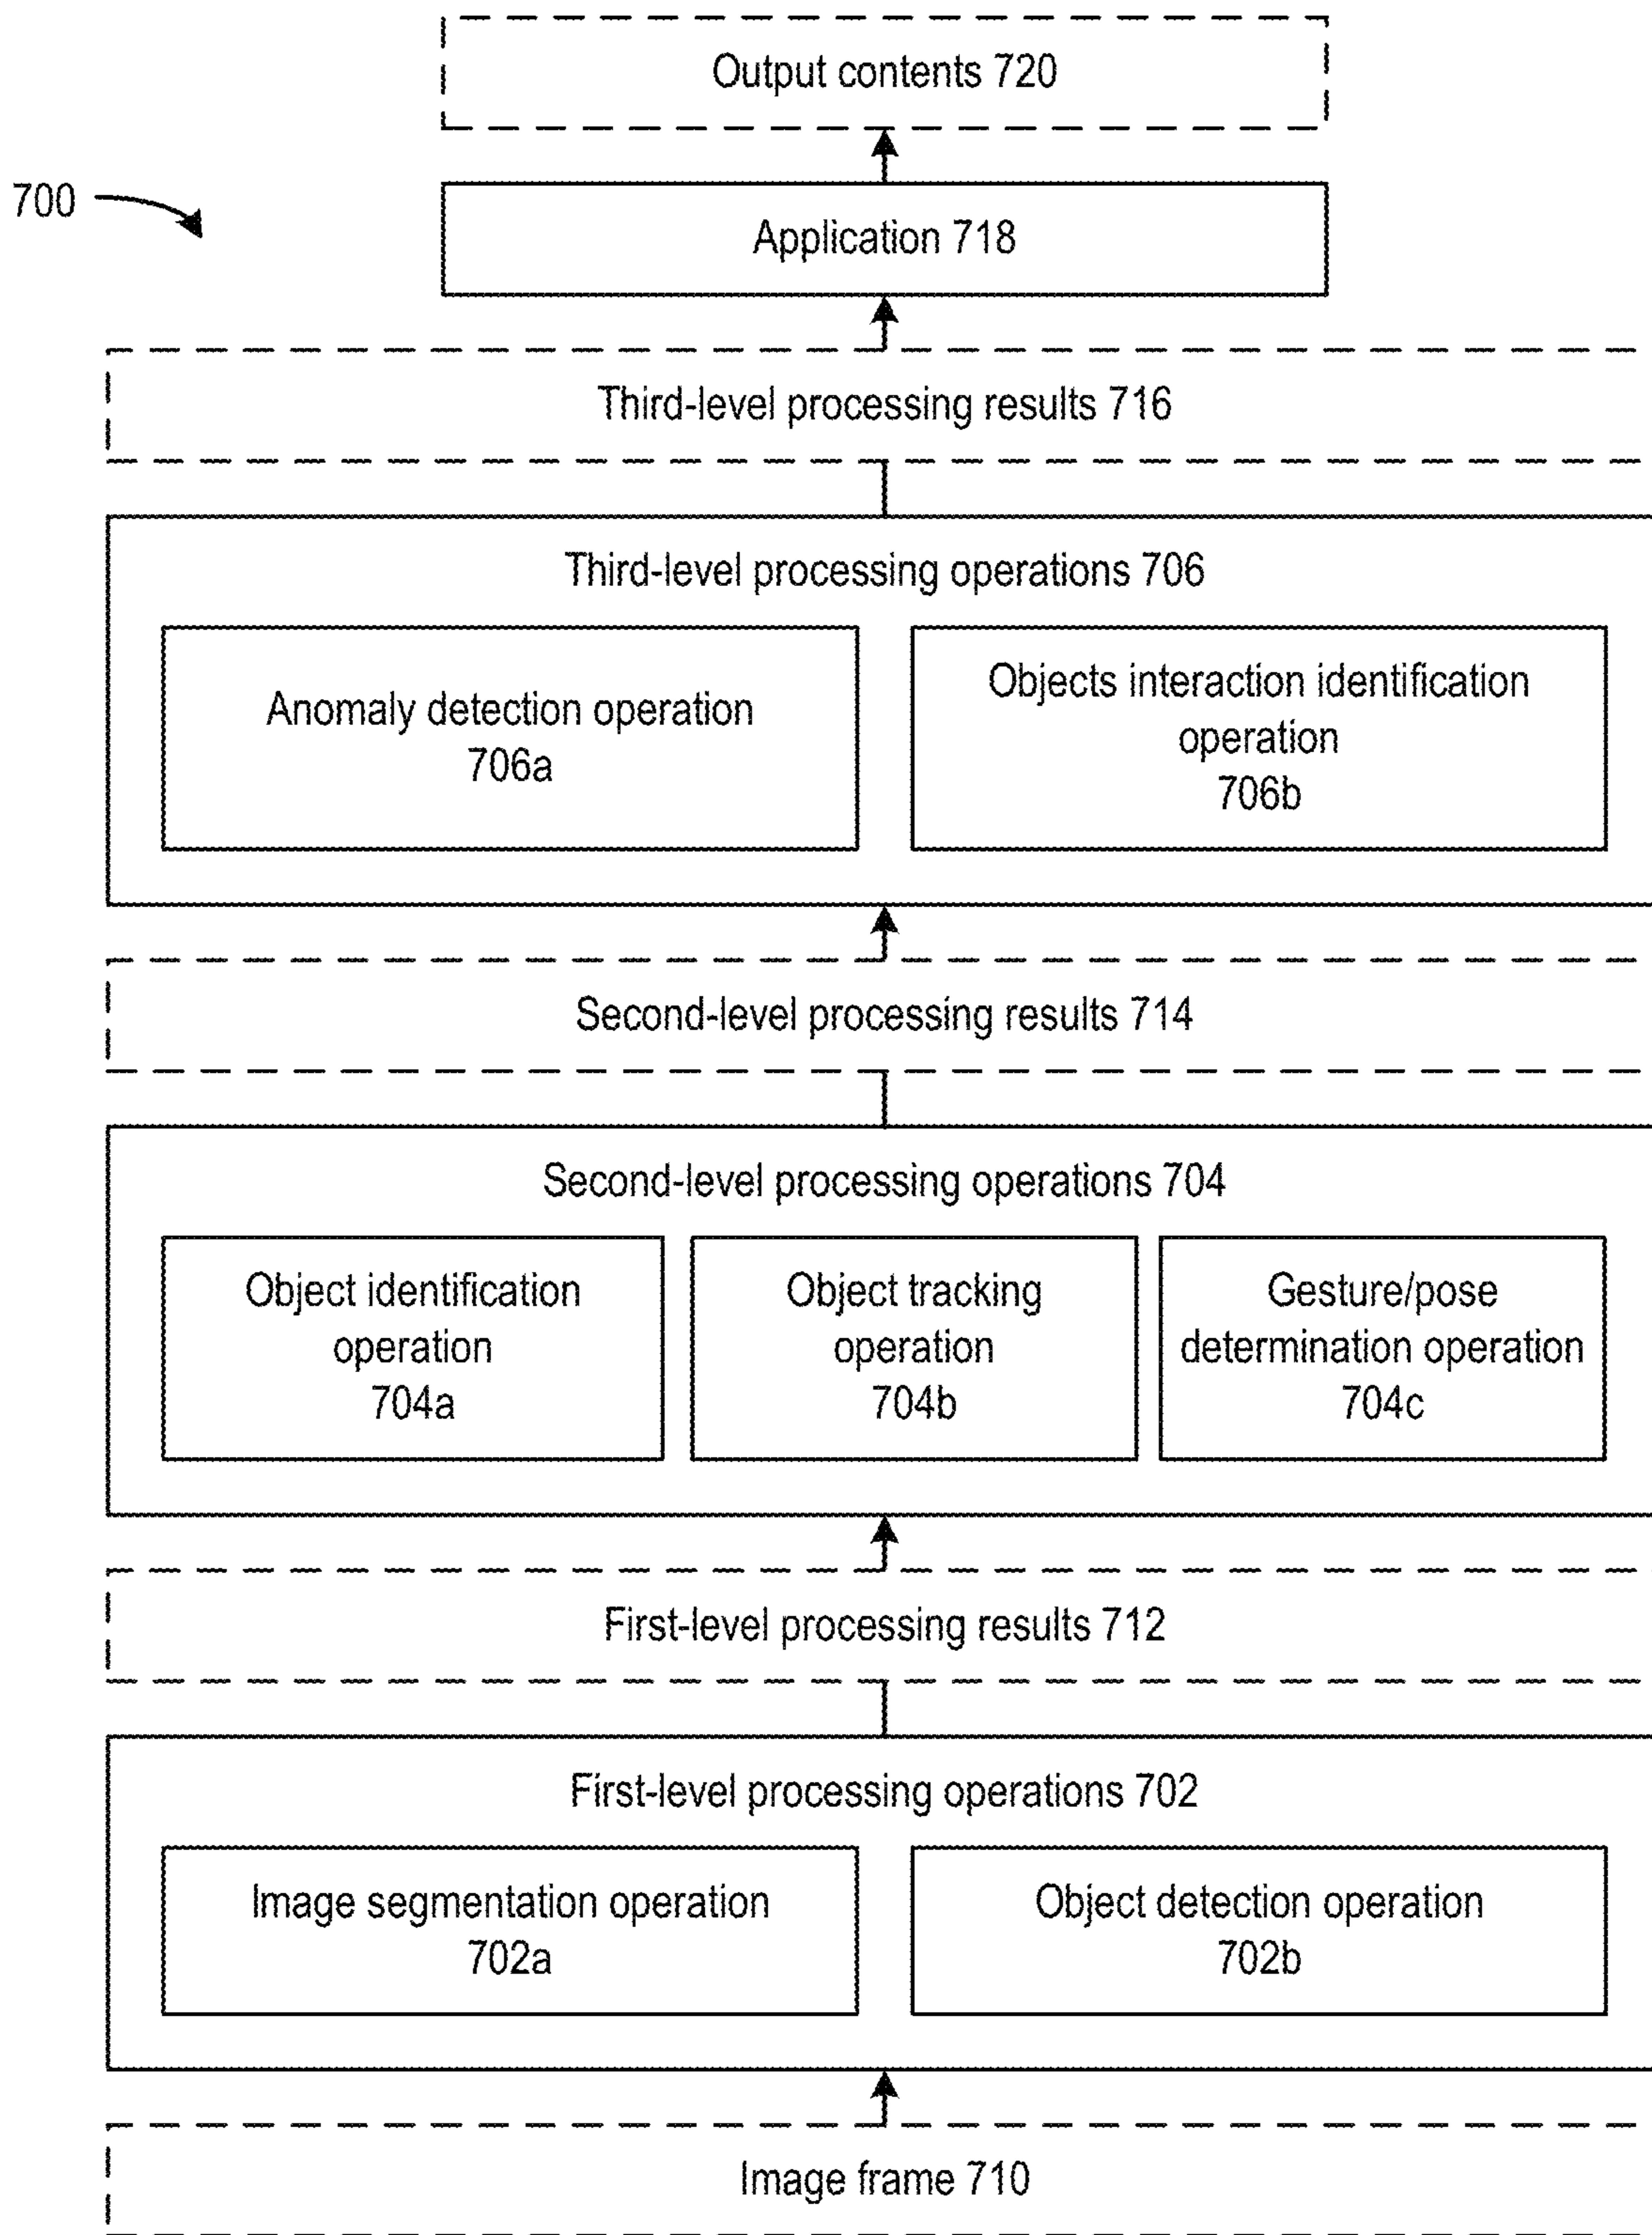 Output contents 720
700
Application 718
Third-level processing results 716
Third-level processing operations 706
Anomaly detection operation
706a
Objects interaction identification
operation
706b
Second-level processing results 714
Second-level processing operations 704
Object identification
operation
704a
Object tracking
operation
704b
Gesture/pose
determination operation
704c
First-level processing results 712
First-level processing operations 702
Image segmentation operation
702a
Object detection operation
702b
Image frame 710